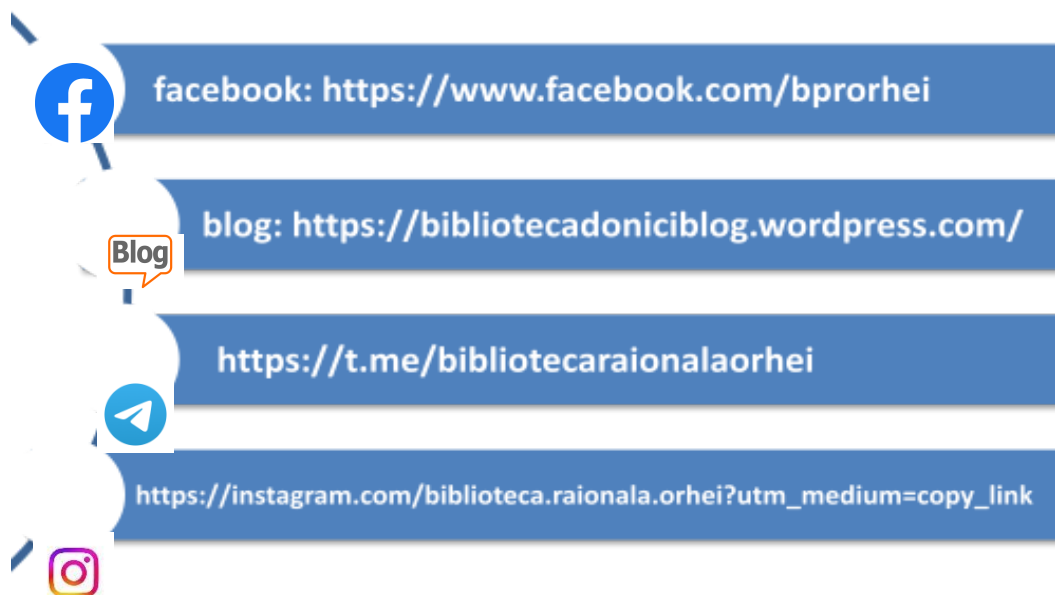 facebook: https://www.facebook.com/bprorhei
blog: https://bibliotecadoniciblog.wordpress.com/
Blog
https://t.me/bibliotecaraionalaorhei
https://instagram.com/biblioteca.raionala.orhei?utm_medium=copy_link